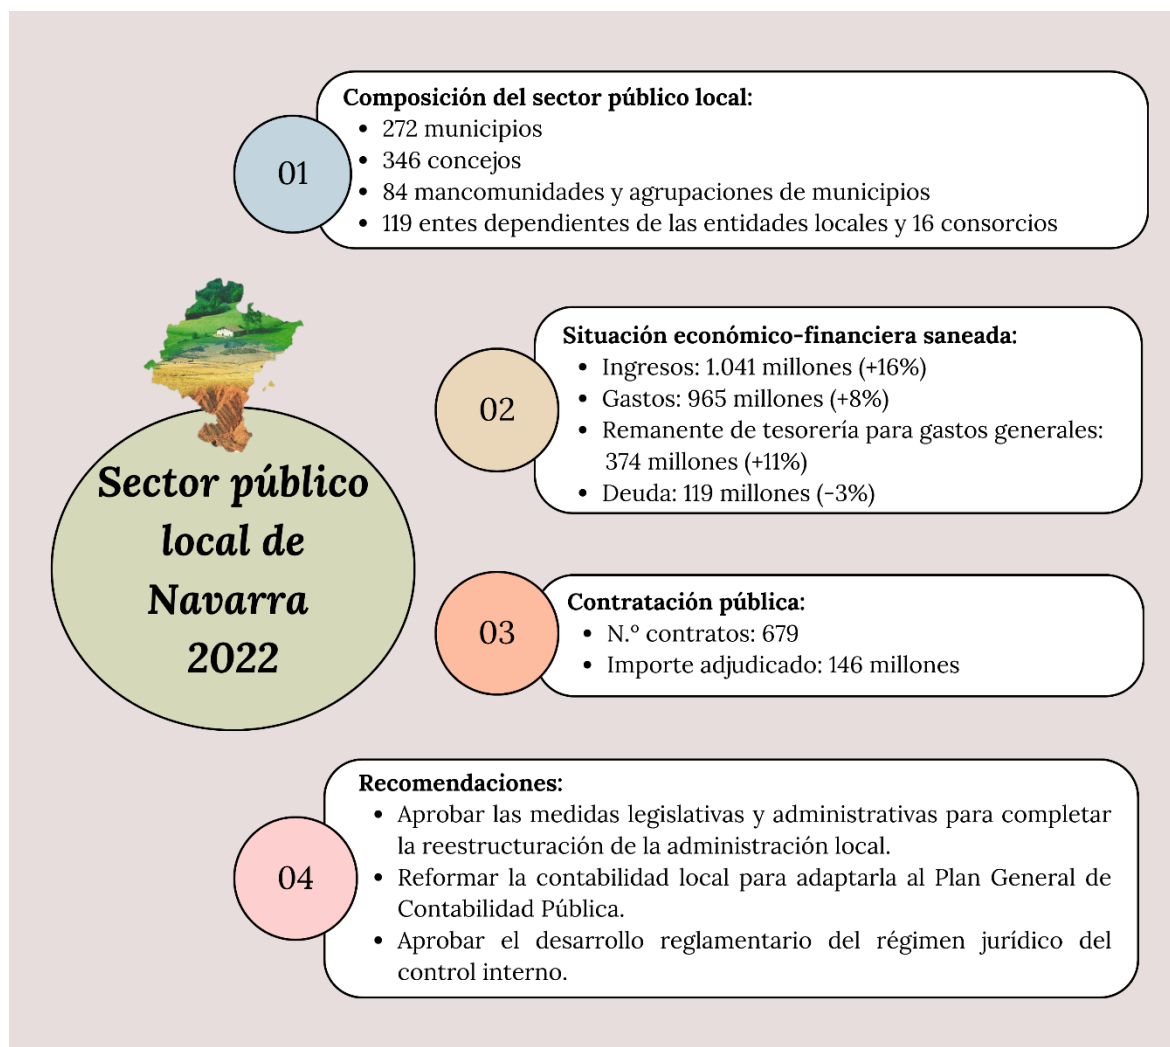 Sector público
local de
Navarra
2022
01
Composición del sector público local:
• 272 municipios
• 346 concejos
• 84 mancomunidades y agrupaciones de municipios
• 119 entes dependientes de las entidades locales y 16 consorcios
02
Situación económico-financiera saneada:
• Ingresos: 1.041 millones (+16%)
• Gastos: 965 millones (+8%)
• Remanente de tesorería para gastos generales:
374 millones (+11%)
• Deuda: 119 millones (-3%)
03
Contratación pública:
• N.º contratos: 679
• Importe adjudicado: 146 millones
04
Recomendaciones:
• Aprobar las medidas legislativas y administrativas para completar
la reestructuración de la administración local.
• Reformar la contabilidad local para adaptarla al Plan General de
Contabilidad Pública.
• Aprobar el desarrollo reglamentario del régimen jurídico del
control interno.